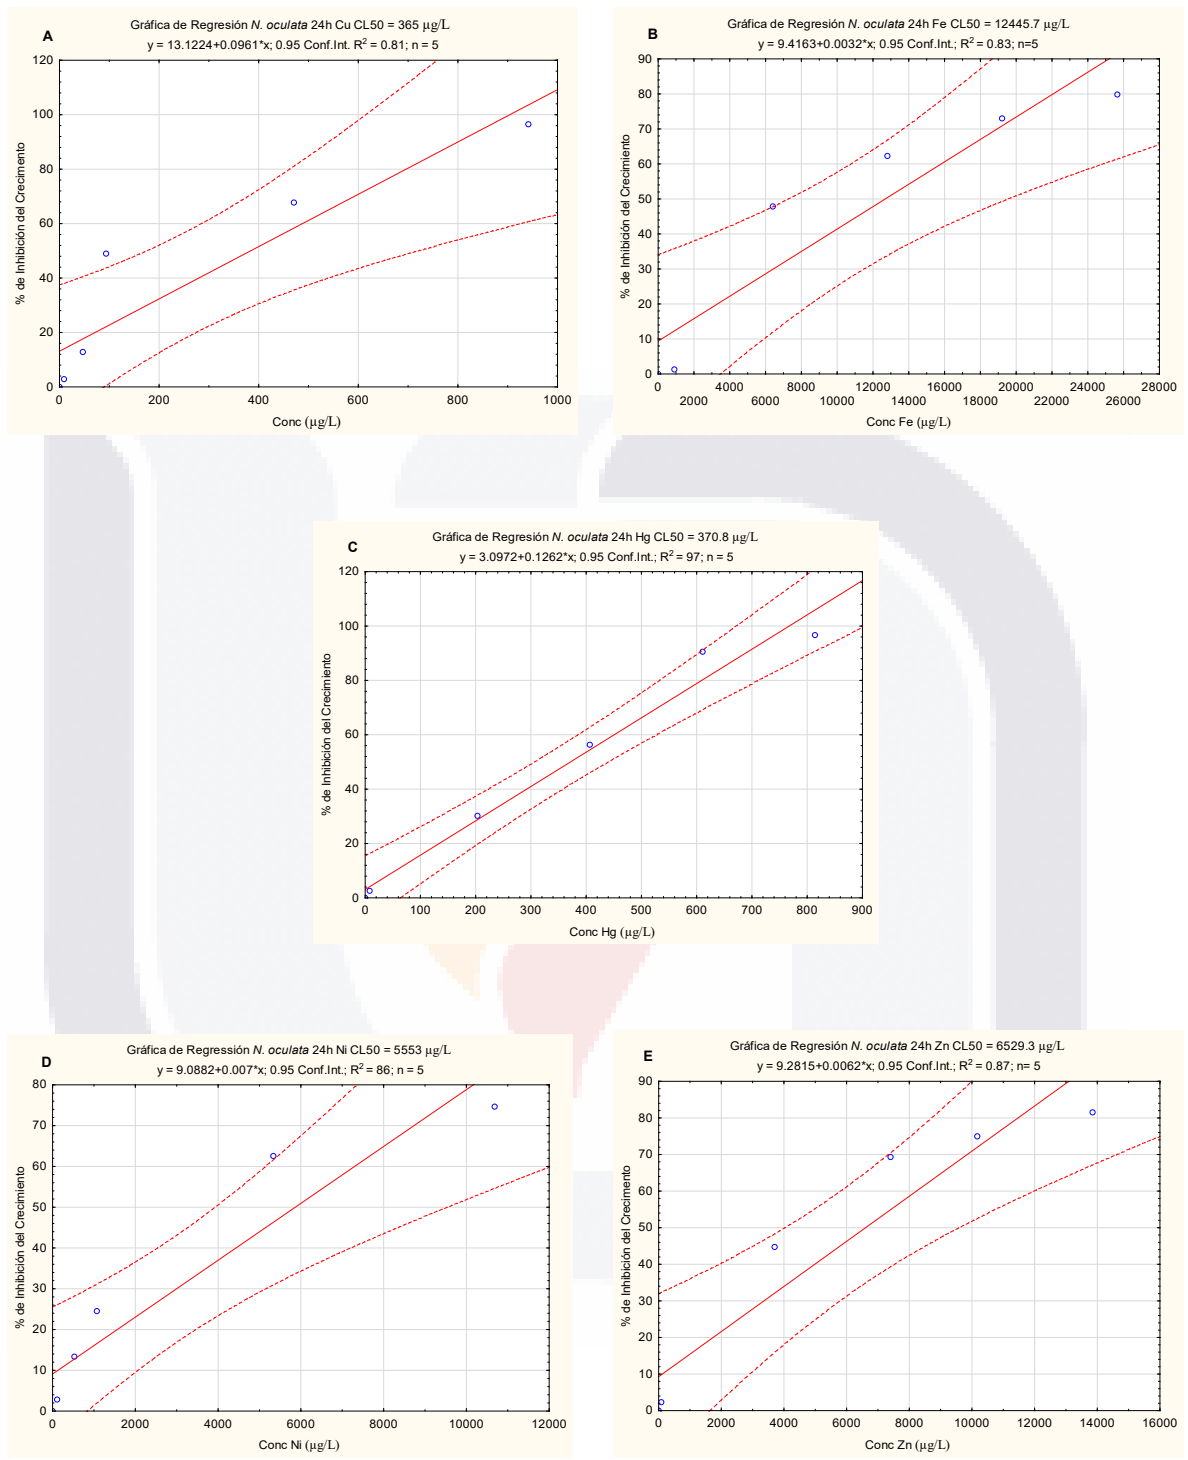 A
Gráfica de Regresión N. oculata 24h Cu CL50 = 365 µg/L
y = 13.1224+0.0961*x; 0.95 Conf.Int. R² = 0.81; n = 5
120
100
80
60
40
20
0
% de Inhibición del Crecimiento
0 200 400 600 800 1000
Conc (µg/L)
B
Gráfica de Regresión N. oculata 24h Fe CL50 = 12445.7 µg/L
y = 9.4163+0.0032*x; 0.95 Conf.Int.; R² = 0.83; n=5
90
80
70
60
50
40
30
20
10
0
% de Inhibición del Crecimiento
0 4000 8000 12000 16000 20000 24000 28000
2000 6000 10000 14000 18000 22000 26000
Conc Fe (µg/L)
C
Gráfica de Regresión N. oculata 24h Hg CL50 = 370.8 µg/L
y = 3.0972+0.1262*x; 0.95 Conf.Int.; R² = 97; n = 5
120
100
80
60
40
20
0
% de Inhibición del Crecimiento
0 100 200 300 400 500 600 700 800 900
Conc Hg (µg/L)
D
Gráfica de Regressión N. oculata 24h Ni CL50 = 5553 µg/L
y = 9.0882+0.007*x; 0.95 Conf.Int.; R² = 86; n = 5
80
70
60
50
40
30
20
10
0
% de Inhibición del Crecimiento
0 2000 4000 6000 8000 10000 12000
Conc Ni (µg/L)
E
Gráfica de Regresión N. oculata 24h Zn CL50 = 6529.3 µg/L
y = 9.2815+0.0062*x; 0.95 Conf.Int.; R² = 0.87; n= 5
90
80
70
60
50
40
30
20
10
0
% de Inhibición del Crecimiento
0 2000 4000 6000 8000 10000 12000 14000 16000
Conc Zn (µg/L)